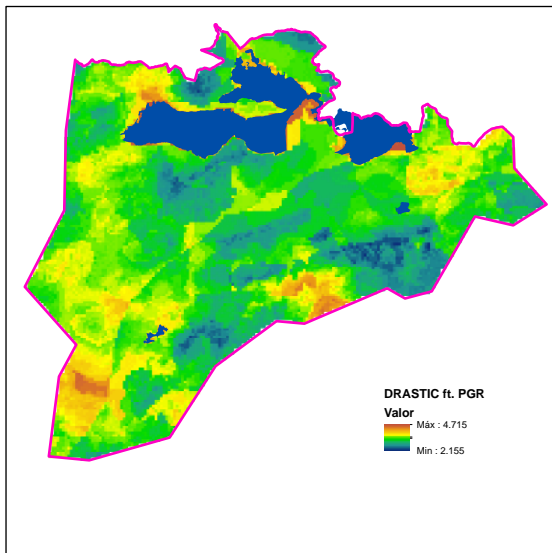 DRASTIC ft. PGR
Valor
Máx : 4.715
Min : 2.155